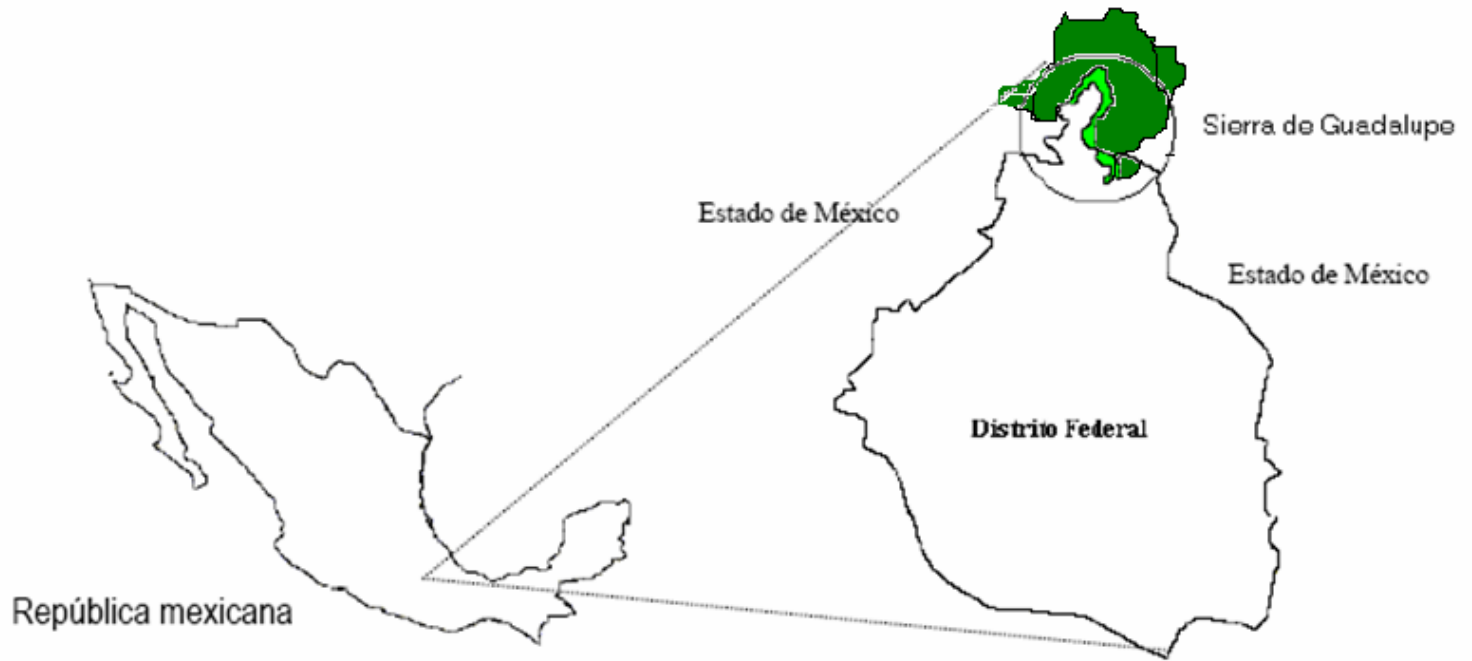 Sierra de Guadalupe
Estado de México
Estado de México
Distrito Federal
República mexicana